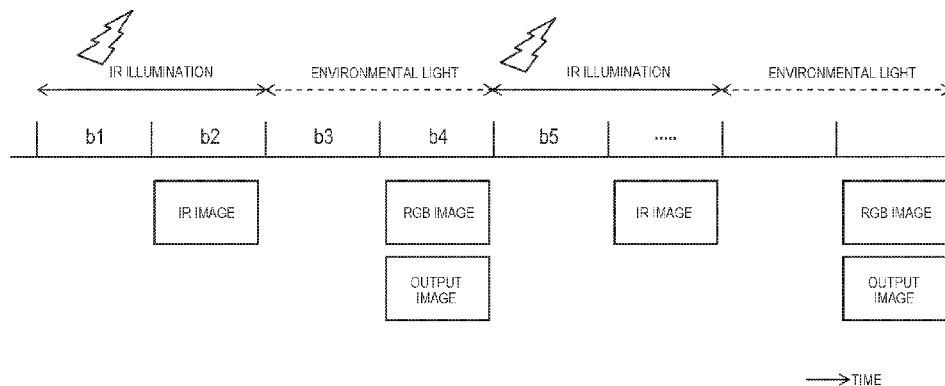 IR ILLUMINATION ENVIRONMENTAL LIGHT IR ILLUMINATION ENVIRONMENTAL LIGHT
b1 b2 b3 b4 b5 .....
IR IMAGE RGB IMAGE IR IMAGE RGB IMAGE
OUTPUT IMAGE OUTPUT IMAGE
TIME